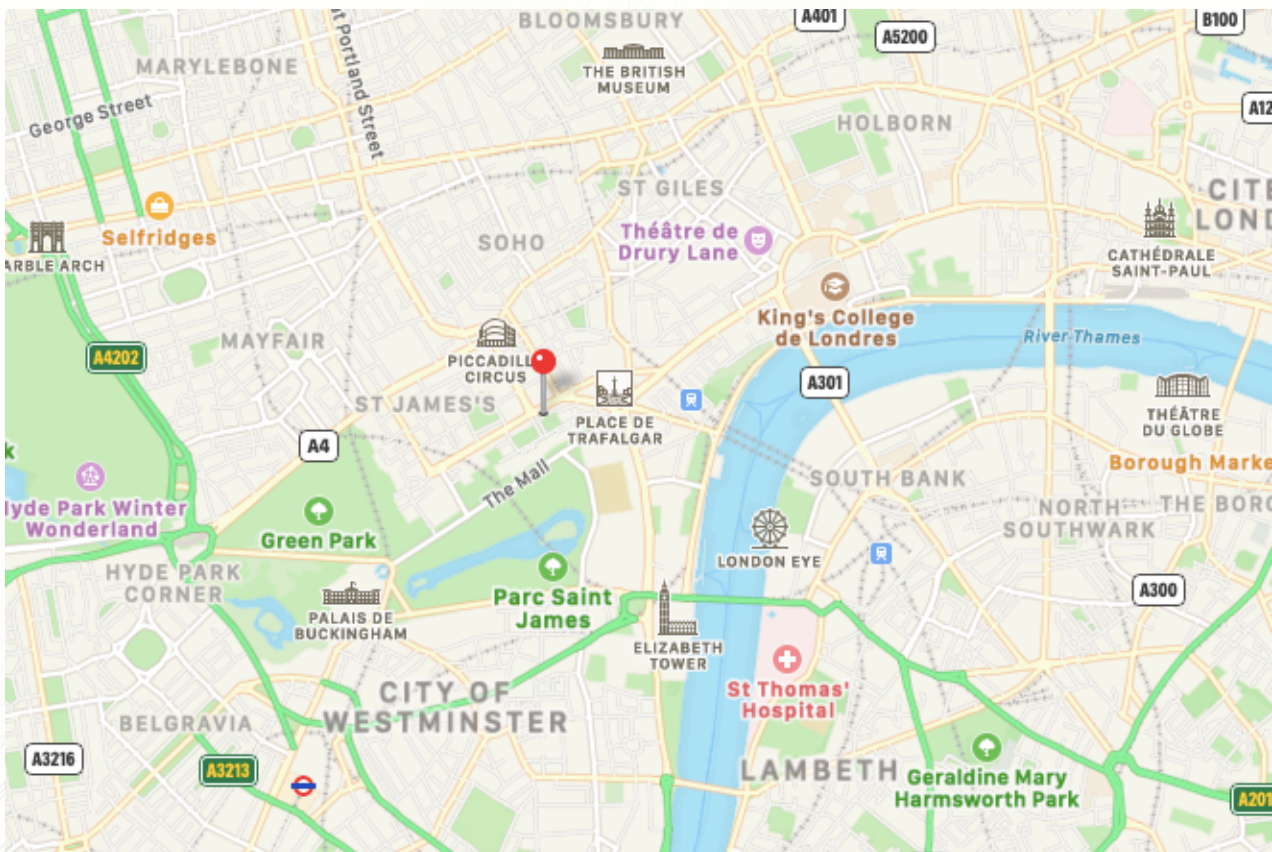 BLOOMSBURY
A401
B100
A5200
MARYLEBONE
THE BRITISH
MUSEUM
t Portland Street
George Street
A12
HOLBORN
ST GILES
CITE
LOND
Selfridges
Théâtre de
Drury Lane
SOHO
ARBLE ARCH
CATHÉDRALE
SAINT-PAUL
King's College
de Londres
MAYFAIR
River Thames
A4202
PICCADILL
CIRCUS
A301
ST JAMES'S
PLACE DE
TRAFALGAR
THÉÂTRE
DU GLOBE
A4
k
Borough Marke
The Mall
SOUTH BANK
lyde Park Winter
Wonderland
NORTH
SOUTHWARK
THE BORO
Green Park
LONDON EYE
HYDE PARK
CORNER
Parc Saint
James
A300
PALAIS DE
BUCKINGHAM
ELIZABETH
TOWER
CITY OF
WESTMINSTER
St Thomas'
Hospital
BELGRAVIA
A3216
A3213
LAMBETH
Geraldine Mary
Harmsworth Park
A201